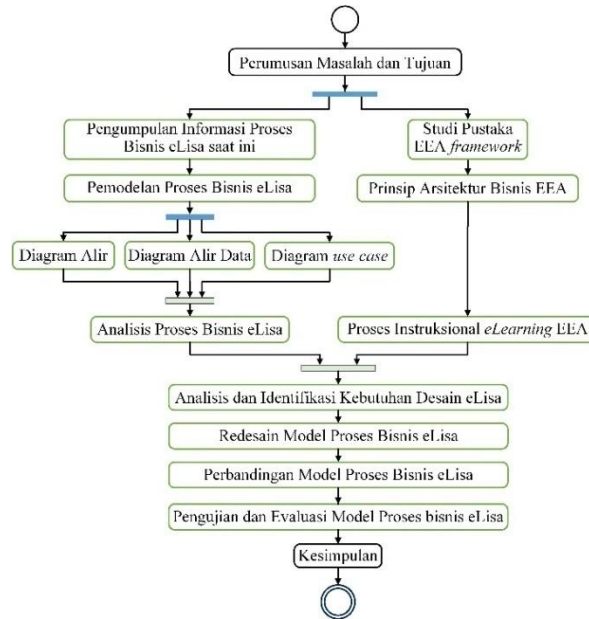 Perumusan Masalah dan Tujuan
Pengumpulan Informasi Proses
Bisnis eLisa saat ini
Studi Pustaka
EEA framework
Pemodelan Proses Bisnis eLisa
Prinsip Arsitektur Bisnis EEA
Diagram Alir
Diagram Alir Data
Diagram use case
Analisis Proses Bisnis eLisa
Proses Instruksional eLearning EEA
Analisis dan Identifikasi Kebutuhan Desain eLisa
Redesain Model Proses Bisnis eLisa
Perbandingan Model Proses Bisnis eLisa
Pengujian dan Evaluasi Model Proses bisnis eLisa
Kesimpulan